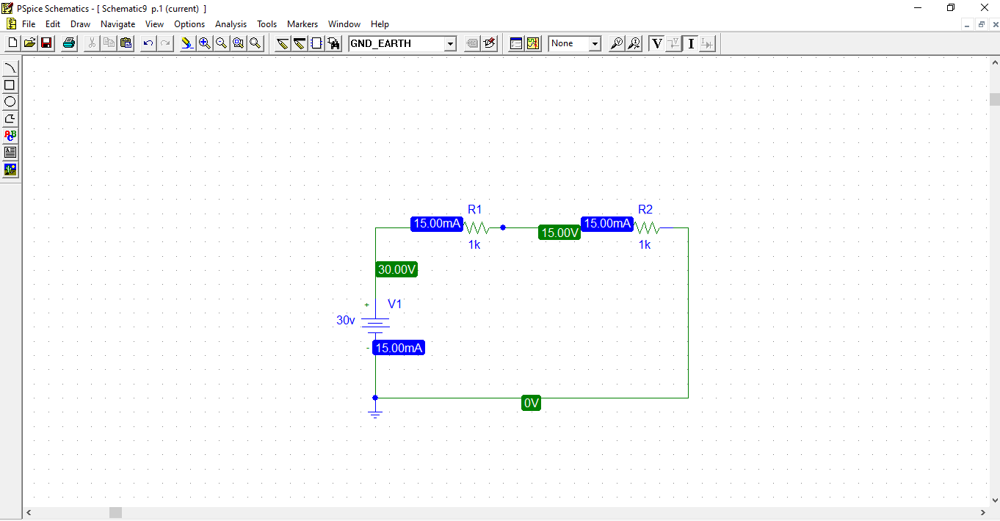 PSpice Schematics - [ Schematic9 p.1 (current) ]
File Edit Draw Navigate View Options Analysis Tools Markers Window Help
GND_EARTH None V I
ABC
R1 R2
15.00mA 15.00V 15.00mA
1k 1k
30.00V
+ V1
30v
- 15.00mA
0V